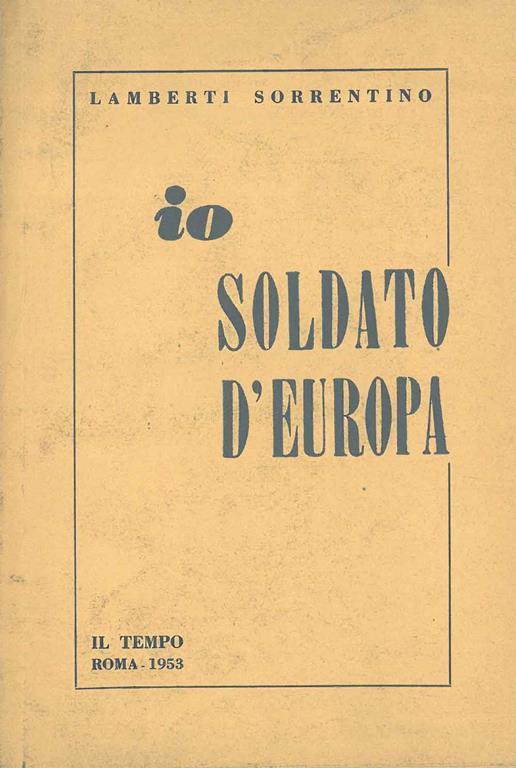 LAMBERTI SORRENTINO
io
SOLDATO
D'EUROPA
IL TEMPO
ROMA - 1953